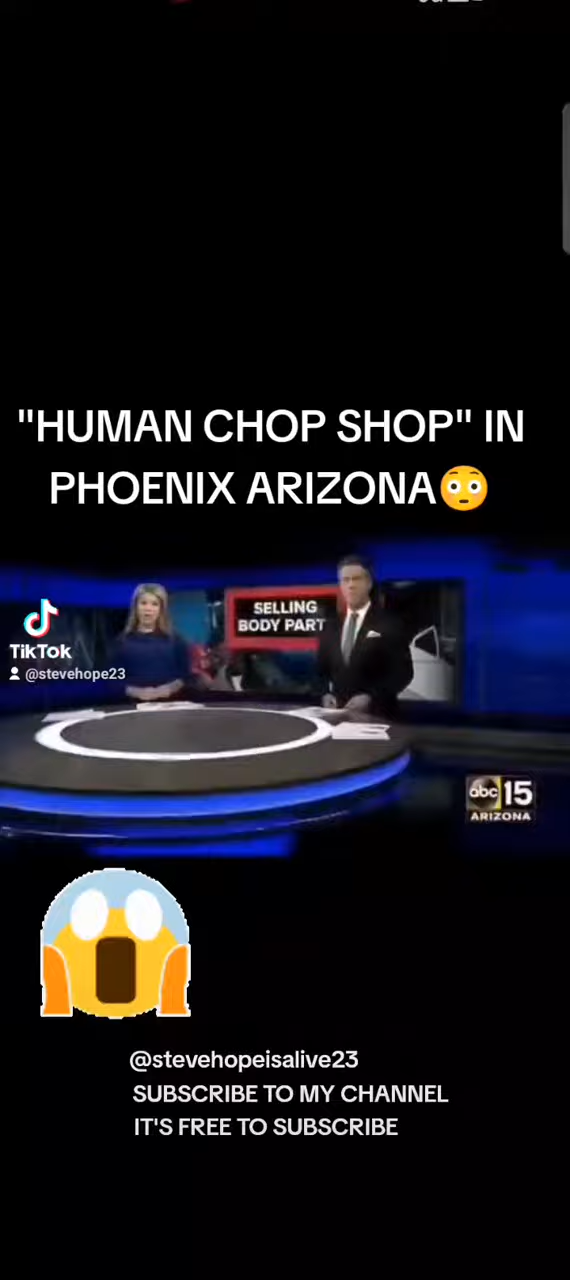 "HUMAN CHOP SHOP" IN
PHOENIX ARIZONA😳
SELLING
BODY PART
TikTok
@stevehope23
abc 15
ARIZONA
@stevehopeisalive23
SUBSCRIBE TO MY CHANNEL
IT'S FREE TO SUBSCRIBE